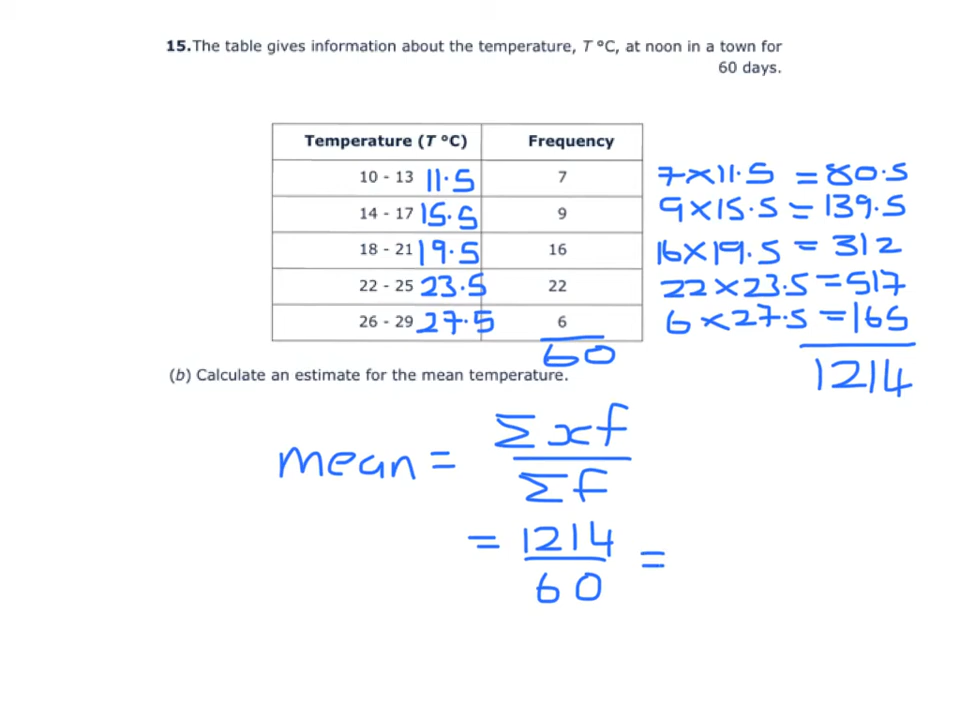 15.The table gives information about the temperature, T °C, at noon in a town for
60 days.
Temperature (T °C) Frequency
10 - 13 11.5 7 7×11.5 = 80.5
14 - 17 15.5 9 9×15.5 = 139.5
18 - 21 19.5 16 16×19.5 = 312
22 - 25 23.5 22 22×23.5 = 517
26 - 29 27.5 6 6×27.5 = 165
60 1214
(b) Calculate an estimate for the mean temperature.
mean = Σxf
Σf
= 1214 =
60